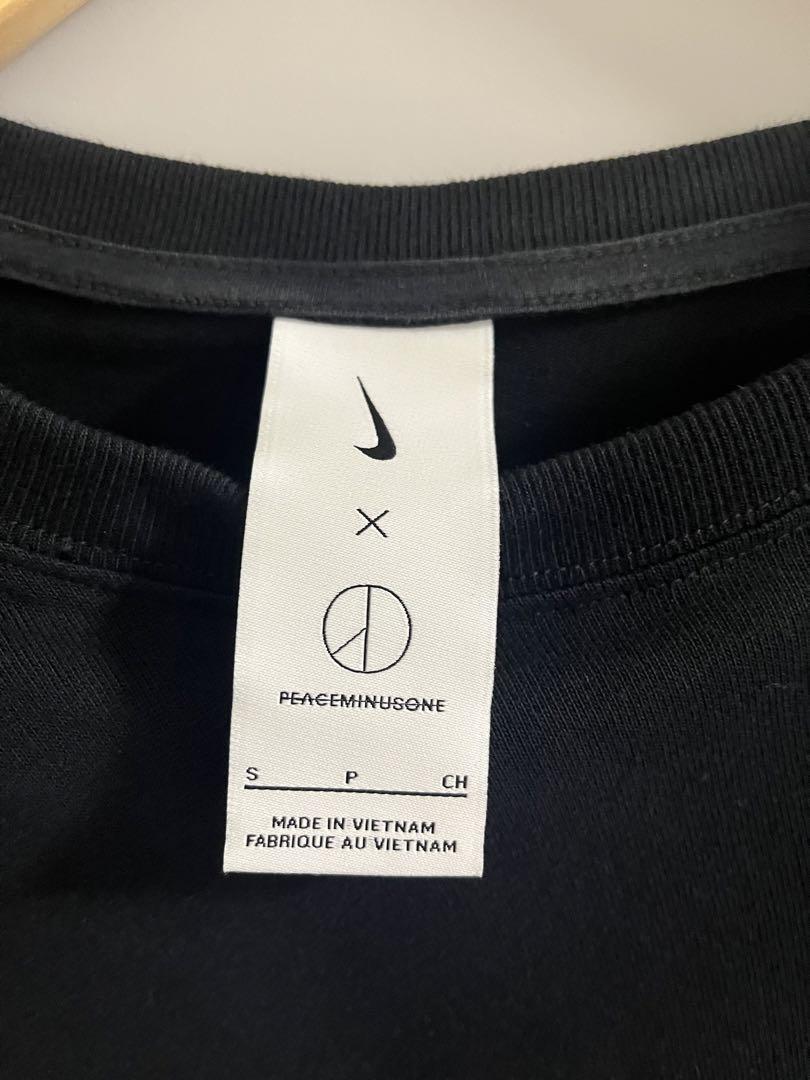 ×
PEACEMINUSONE
S P CH
MADE IN VIETNAM
FABRIQUE AU VIETNAM